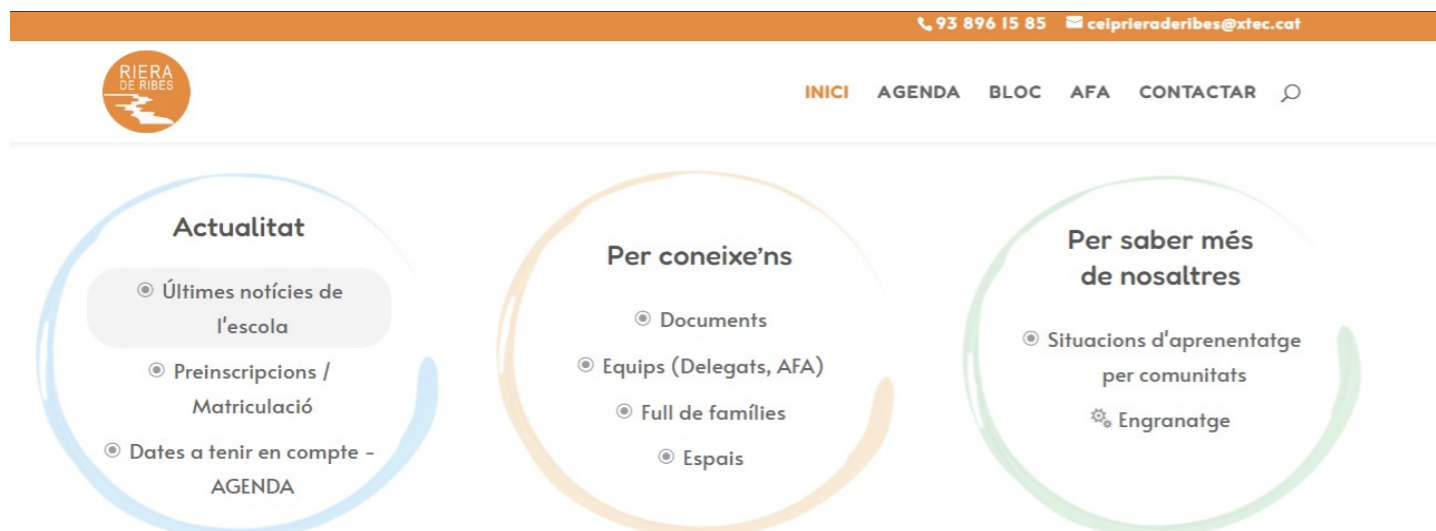 93 896 15 85 ceiprieraderibes@xtec.cat
RIERA
DE RIBES
INICI AGENDA BLOC AFA CONTACTAR
Actualitat
Últimes notícies de
l'escola
Preinscripcions /
Matriculació
Dates a tenir en compte -
AGENDA
Per coneixe'ns
Documents
Equips (Delegats, AFA)
Full de famílies
Espais
Per saber més
de nosaltres
Situacions d'aprenentatge
per comunitats
Engranatge